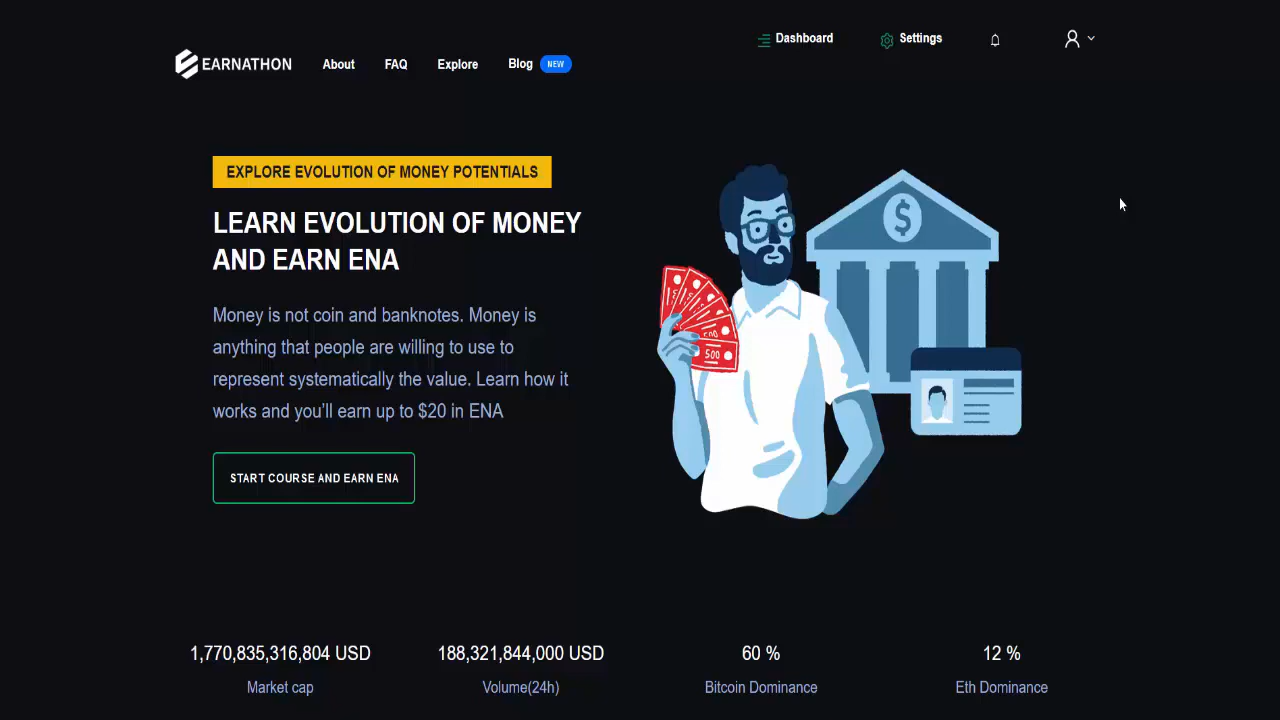 Dashboard
Settings
EARNATHON
About
FAQ
Explore
Blog
NEW
EXPLORE EVOLUTION OF MONEY POTENTIALS
LEARN EVOLUTION OF MONEY
AND EARN ENA
Money is not coin and banknotes. Money is
anything that people are willing to use to
represent systematically the value. Learn how it
works and you’ll earn up to $20 in ENA
START COURSE AND EARN ENA
$
500
500
1,770,835,316,804 USD
188,321,844,000 USD
60 %
12 %
Market cap
Volume(24h)
Bitcoin Dominance
Eth Dominance